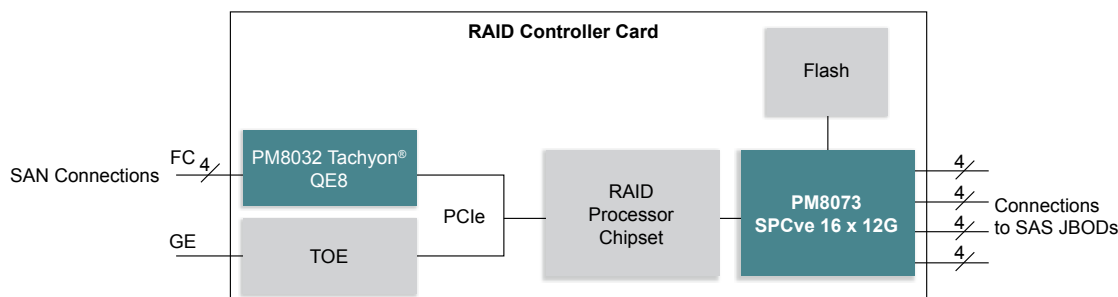 RAID Controller Card
Flash
FC
4
PM8032 Tachyon®
QE8
SAN Connections
PCIe
GE
TOE
RAID
Processor
Chipset
PM8073
SPCve 16 x 12G
4
4
4
4
Connections
to SAS JBODs